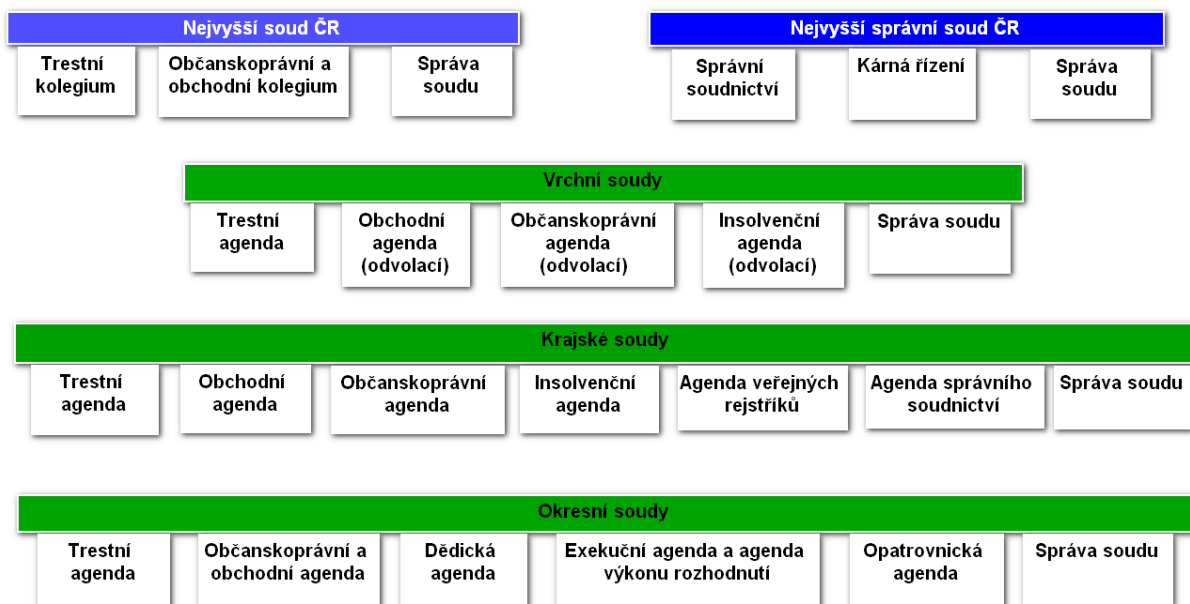 Nejvyšší soud ČR
Trestní
kolegium
Občanskoprávní a
obchodní kolegium
Správa
soudu
Nejvyšší správní soud ČR
Správní
soudnictví
Kárná řízení
Správa
soudu
Vrchní soudy
Trestní
agenda
Obchodní
agenda
(odvolací)
Občanskoprávní
agenda
(odvolací)
Insolvenční
agenda
(odvolací)
Správa soudu
Krajské soudy
Trestní
agenda
Obchodní
agenda
Občanskoprávní
agenda
Insolvenční
agenda
Agenda veřejných
rejstříků
Agenda správního
soudnictví
Správa soudu
Okresní soudy
Trestní
agenda
Občanskoprávní a
obchodní agenda
Dědická
agenda
Exekuční agenda a agenda
výkonu rozhodnutí
Opatrovnická
agenda
Správa soudu